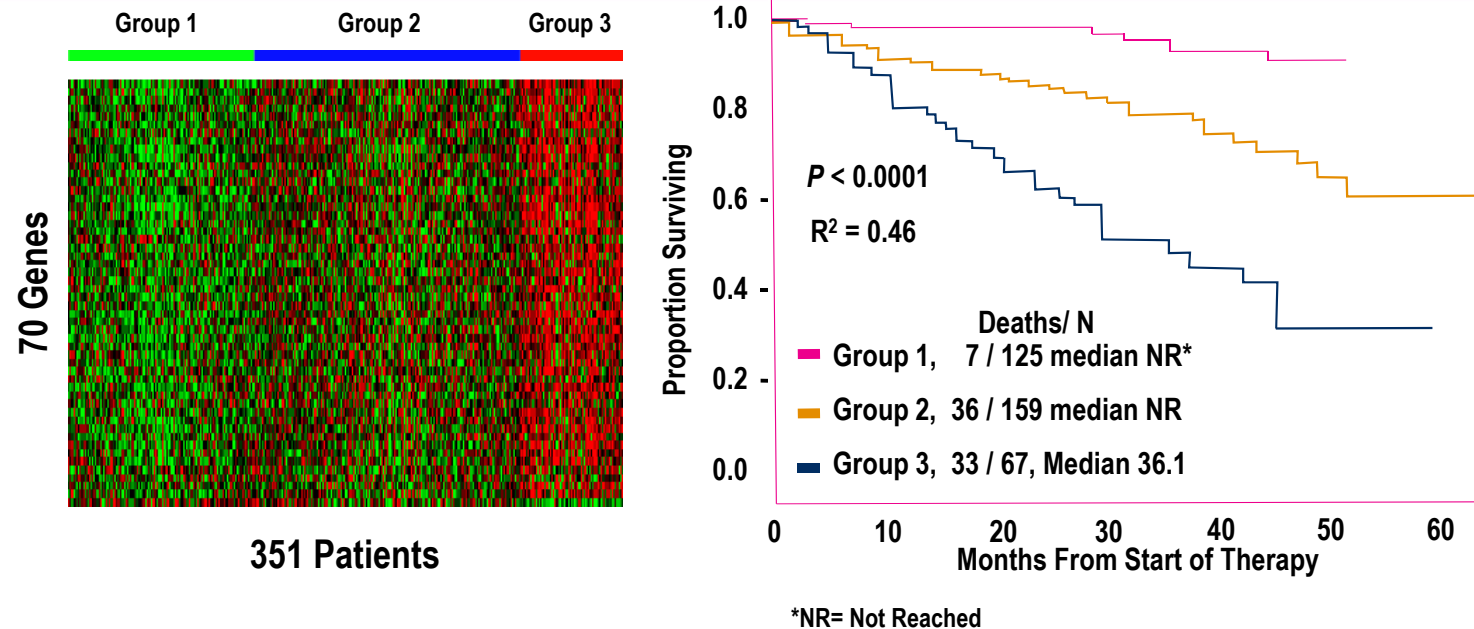 Group 1 Group 2 Group 3
70 Genes
351 Patients
1.0
0.8
0.6 -
0.4 -
0.2 -
0.0
Proportion Surviving
P < 0.0001
R² = 0.46
Deaths/ N
Group 1, 7 / 125 median NR*
Group 2, 36 / 159 median NR
Group 3, 33 / 67, Median 36.1
0 10 20 30 40 50 60
Months From Start of Therapy
*NR= Not Reached